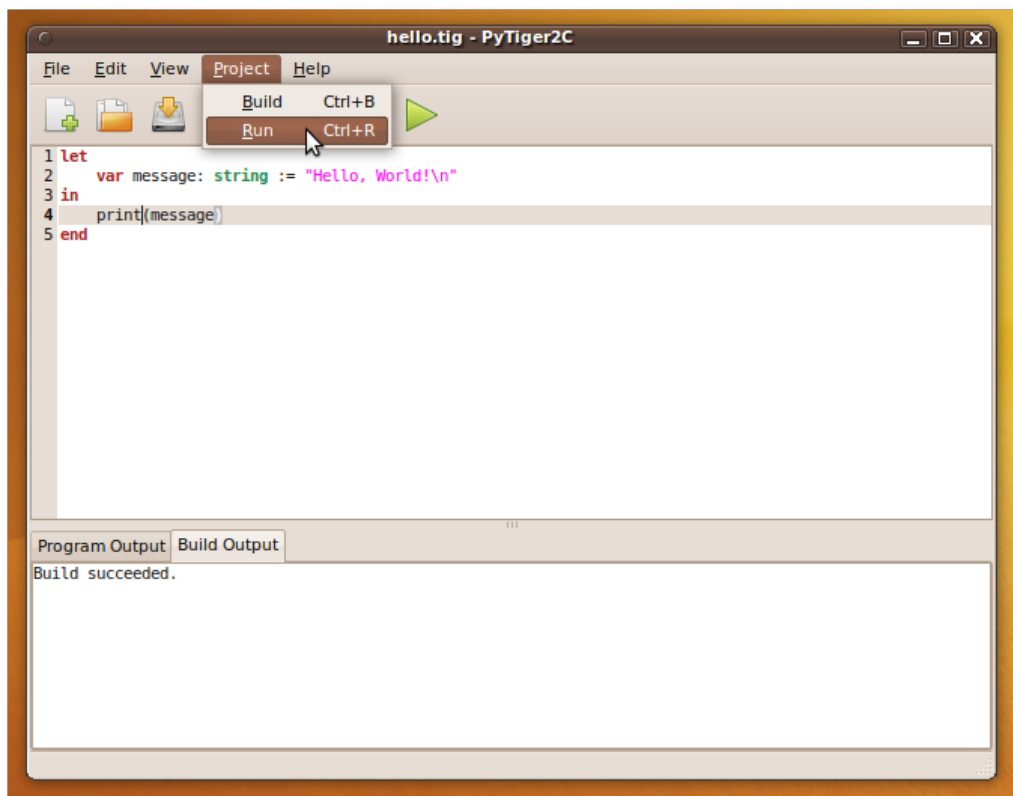 hello.tig - PyTiger2C
File Edit View Project Help
Build Ctrl+B
Run Ctrl+R
1 let
2     var message: string := "Hello, World!\n"
3 in
4     print(message)
5 end
Program Output Build Output
Build succeeded.